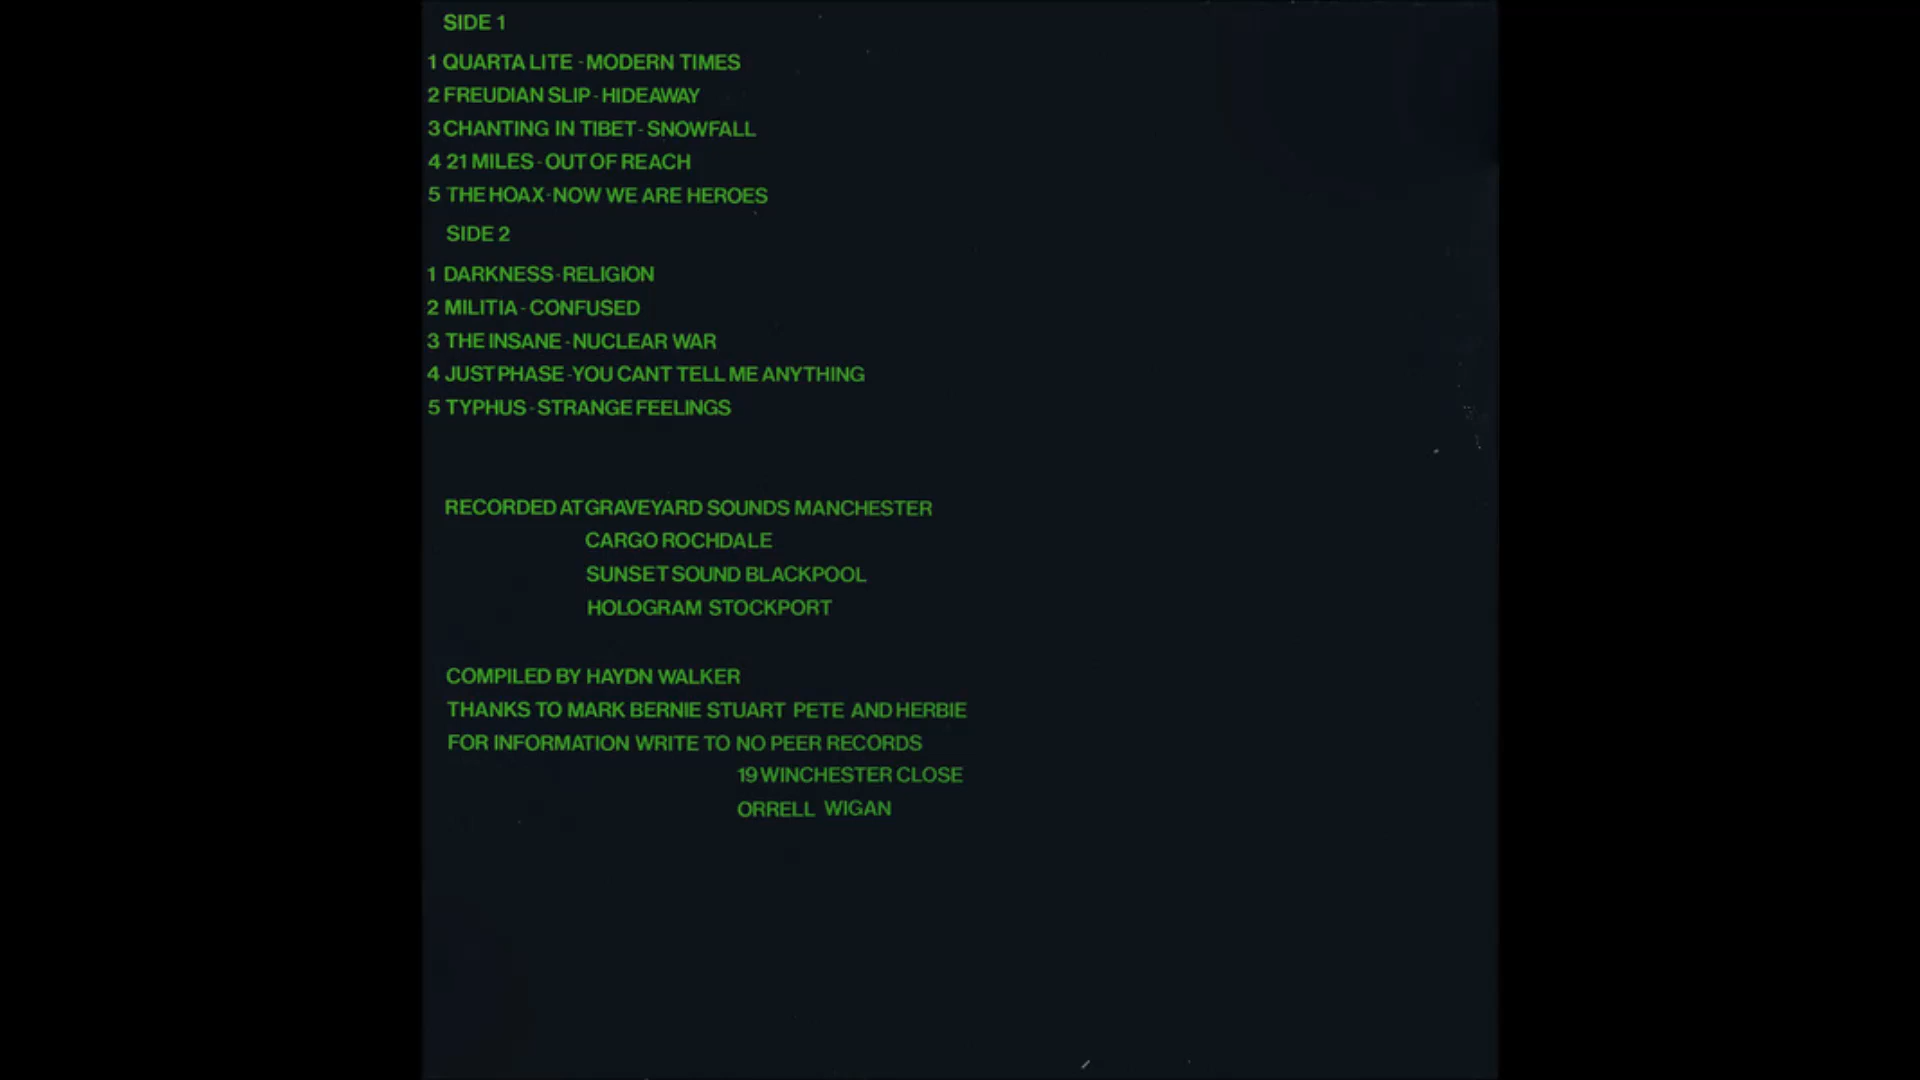 SIDE 1
1 QUARTA LITE - MODERN TIMES
2 FREUDIAN SLIP - HIDEAWAY
3 CHANTING IN TIBET - SNOWFALL
4 21 MILES - OUT OF REACH
5 THE HOAX - NOW WE ARE HEROES
SIDE 2
1 DARKNESS - RELIGION
2 MILITIA - CONFUSED
3 THE INSANE - NUCLEAR WAR
4 JUST PHASE - YOU CANT TELL ME ANYTHING
5 TYPHUS - STRANGE FEELINGS
RECORDED AT GRAVEYARD SOUNDS MANCHESTER
CARGO ROCHDALE
SUNSET SOUND BLACKPOOL
HOLOGRAM STOCKPORT
COMPILED BY HAYDN WALKER
THANKS TO MARK BERNIE STUART PETE AND HERBIE
FOR INFORMATION WRITE TO NO PEER RECORDS
19 WINCHESTER CLOSE
ORRELL WIGAN